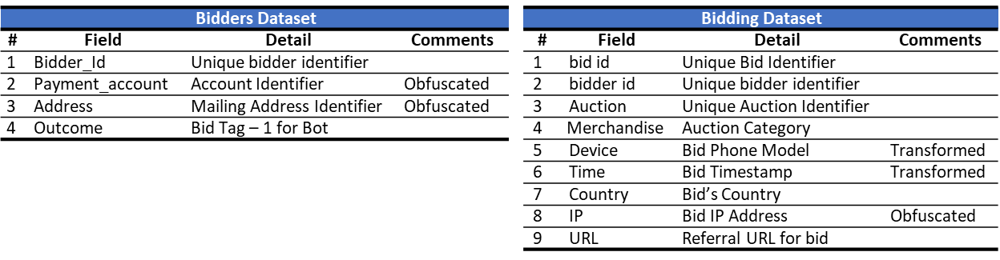 Bidders Dataset
# Field Detail Comments
1 Bidder_Id Unique bidder identifier
2 Payment_account Account Identifier Obfuscated
3 Address Mailing Address Identifier Obfuscated
4 Outcome Bid Tag – 1 for Bot
Bidding Dataset
# Field Detail Comments
1 bid id Unique Bid Identifier
2 bidder id Unique bidder identifier
3 Auction Unique Auction Identifier
4 Merchandise Auction Category
5 Device Bid Phone Model Transformed
6 Time Bid Timestamp Transformed
7 Country Bid’s Country
8 IP Bid IP Address Obfuscated
9 URL Referral URL for bid